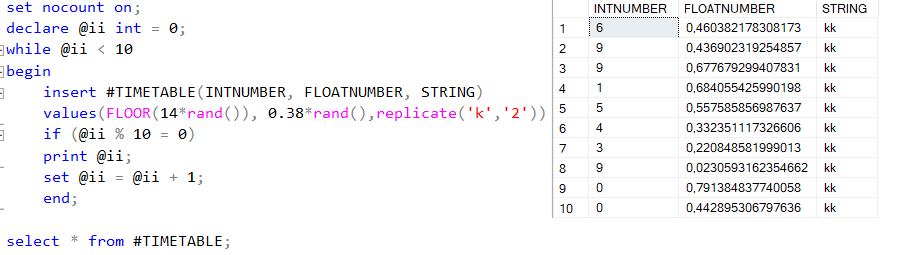 set nocount on;
declare @ii int = 0;
while @ii < 10
begin
insert #TIMETABLE(INTNUMBER, FLOATNUMBER, STRING)
values(FLOOR(14*rand()), 0.38*rand(),replicate('k','2'))
if (@ii % 10 = 0)
print @ii;
set @ii = @ii + 1;
end;
select * from #TIMETABLE;
INTNUMBER FLOATNUMBER STRING
1 6 0,460382178308173 kk
2 9 0,436902319254857 kk
3 9 0,677679299407831 kk
4 1 0,684055425990198 kk
5 5 0,557585856987637 kk
6 4 0,332351117326606 kk
7 3 0,220848581999013 kk
8 9 0,0230593162354662 kk
9 0 0,791384837740058 kk
10 0 0,442895306797636 kk